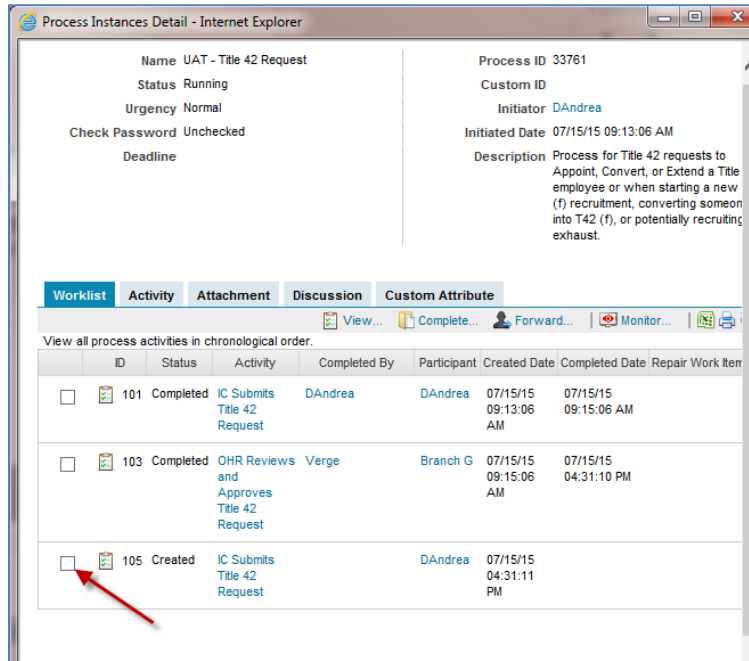 Process Instances Detail - Internet Explorer
Name UAT - Title 42 Request
Process ID 33761
Status Running
Custom ID
Urgency Normal
Initiator DAndrea
Check Password Unchecked
Initiated Date 07/15/15 09:13:06 AM
Deadline
Description Process for Title 42 requests to
Appoint, Convert, or Extend a Title
employee or when starting a new
(f) recruitment, converting someon
into T42 (f), or potentially recruiting
exhaust.
Worklist Activity Attachment Discussion Custom Attribute
View... Complete... Forward... | Monitor... |
View all process activities in chronological order.
ID Status Activity Completed By Participant Created Date Completed Date Repair Work Item
101 Completed IC Submits DAndrea DAndrea 07/15/15 07/15/15
Title 42 09:13:06 09:15:06 AM
Request AM
103 Completed OHR Reviews Verge Branch G 07/15/15 07/15/15
and 09:15:06 04:31:10 PM
Approves AM
Title 42
Request
105 Created IC Submits DAndrea 07/15/15
Title 42 04:31:11
Request PM